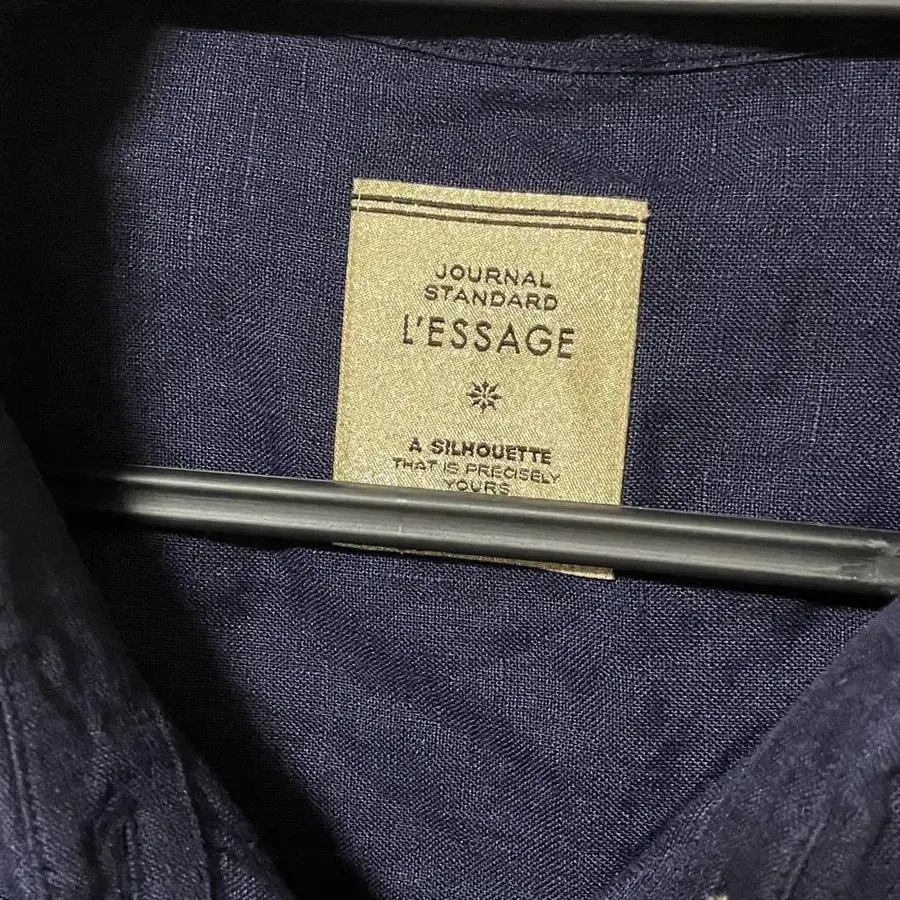 JOURNAL
STANDARD
L'ESSAGE
A SILHOUETTE
THAT IS PRECISELY
YOURS